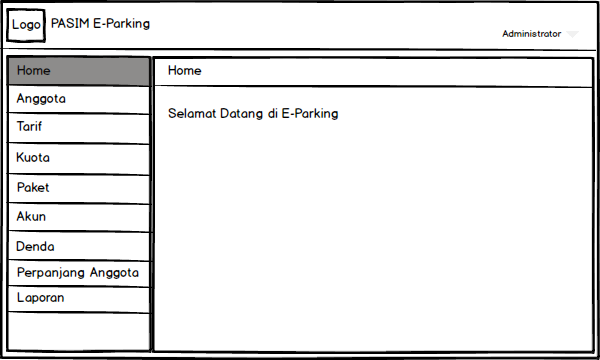 Logo
PASIM E-Parking
Administrator
Home
Anggota
Tarif
Kuota
Paket
Akun
Denda
Perpanjang Anggota
Laporan
Home
Selamat Datang di E-Parking